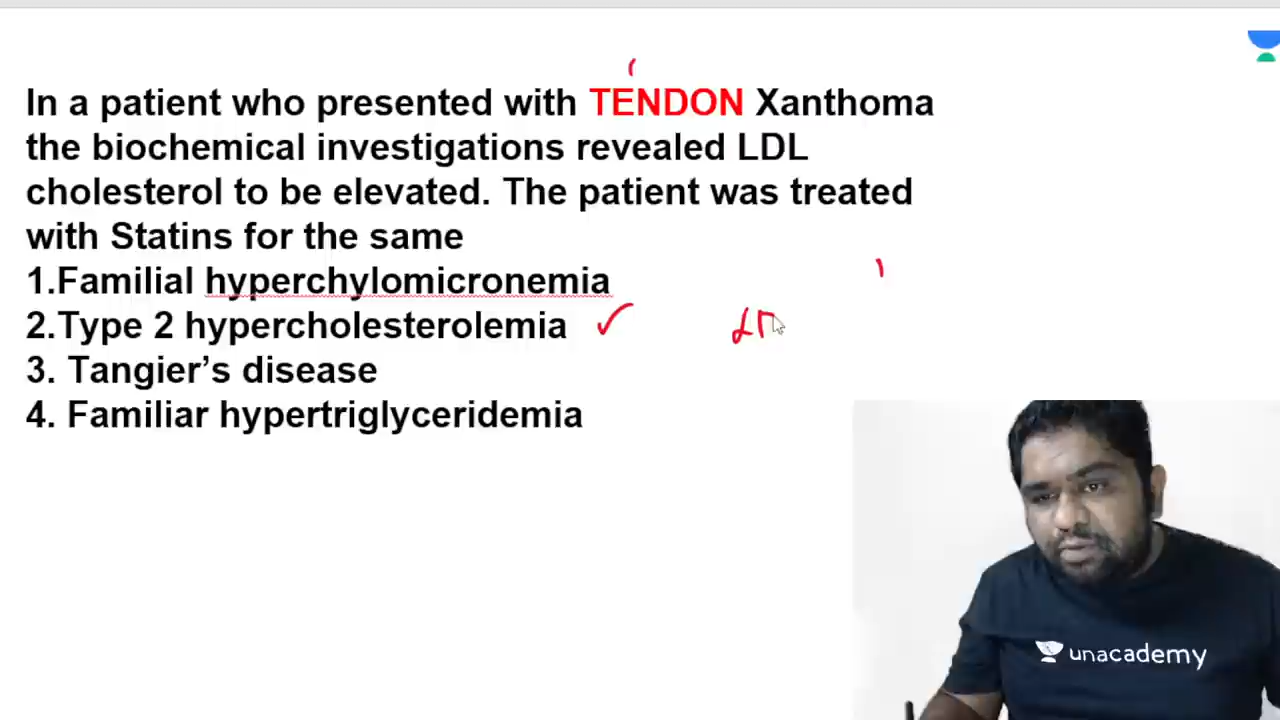 In a patient who presented with TENDON Xanthoma
the biochemical investigations revealed LDL
cholesterol to be elevated. The patient was treated
with Statins for the same
1.Familial hyperchylomicronemia
2.Type 2 hypercholesterolemia ✓
3. Tangier’s disease
4. Familiar hypertriglyceridemia
unacademy